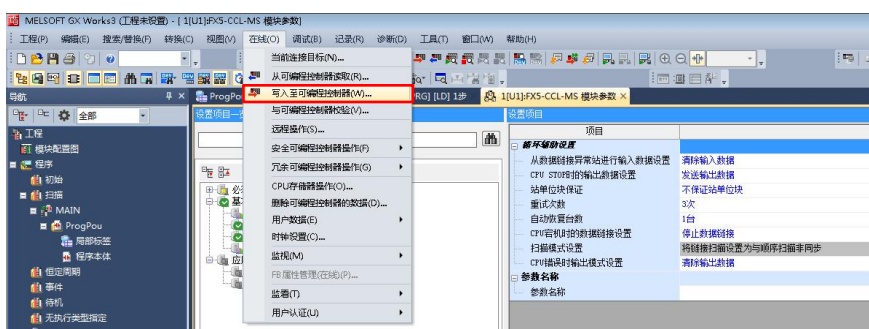 MELSOFT GX Works3 (工程未设置) - [ 1[U1]:FX5-CCL-MS 模块参数]
工程(P) 编辑(E) 搜索/替换(F) 转换(C) 视图(V) 在线(O) 调试(B) 记录(R) 诊断(D) 工具(T) 窗口(W) 帮助(H)
导航
ProgPo
PRG] [LD] 1步
1[U1]:FX5-CCL-MS 模块参数
全部
工程
模块配置图
程序
初始
扫描
MAIN
ProgPou
局部标签
程序本体
恒定周期
事件
待机
无执行类型指定
设置项目一
必
基
应
当前连接目标(N)...
从可编程控制器读取(R)...
写入至可编程控制器(W)...
与可编程控制器校验(V)...
远程操作(S)...
安全可编程控制器操作(F)
冗余可编程控制器操作(G)
CPU存储器操作(O)...
删除可编程控制器的数据(D)...
用户数据(E)
时钟设置(C)...
监视(M)
FB属性管理(在线)(P)...
监看(T)
用户认证(U)
设置项目
项目
循环辅助设置
从数据链接异常站进行输入数据设置 清除输入数据
CPU STOP时的输出数据设置 发送输出数据
站单位块保证 不保证站单位块
重试次数 3次
自动恢复台数 1台
CPU宕机时的数据链接设置 停止数据链接
扫描模式设置 将链接扫描设置为与顺序扫描非同步
CPU错误时输出模式设置 清除输出数据
参数名称
参数名称